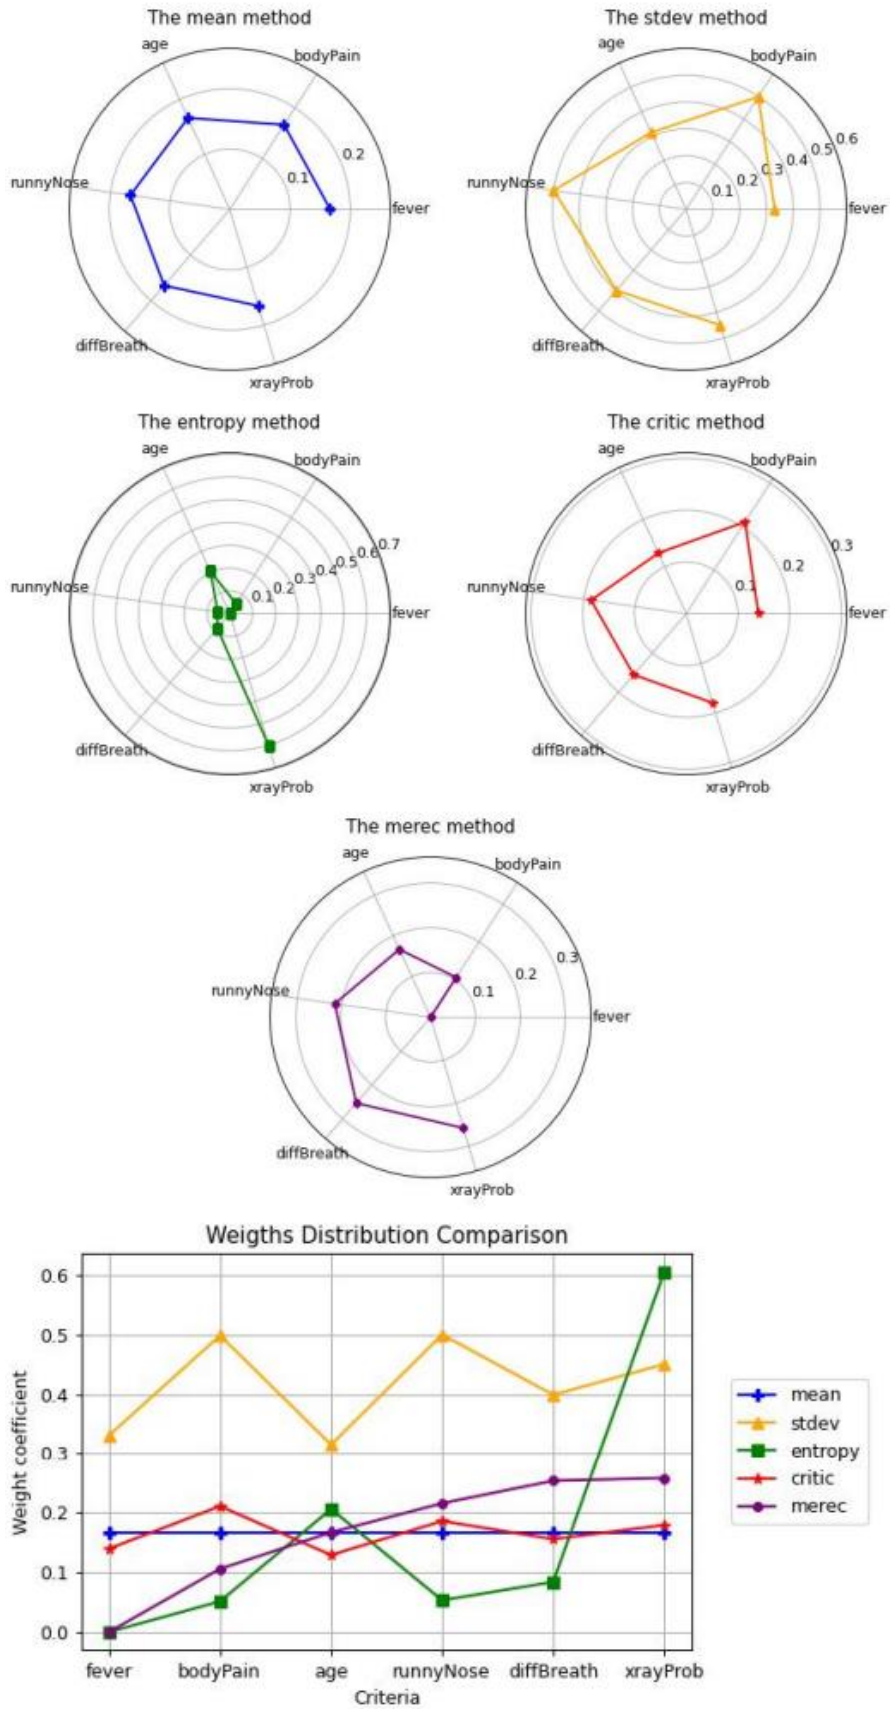 The mean method
The stdev method
age
bodyPain
age
bodyPain
0.6
0.5
0.2
0.4
0.3
runnyNose
0.1
runnyNose
0.2
0.1
fever
fever
diffBreath
diffBreath
xrayProb
xrayProb
The entropy method
The critic method
age
bodyPain
age
bodyPain
0.7
0.6
0.5
0.4
0.3
0.2
0.1
0.3
0.2
0.1
runnyNose
runnyNose
fever
fever
diffBreath
diffBreath
xrayProb
xrayProb
The merec method
age
bodyPain
0.3
0.2
0.1
runnyNose
fever
diffBreath
xrayProb
Weigths Distribution Comparison
0.6
0.5
0.4
0.3
0.2
0.1
0.0
Weight coefficient
mean
stdev
entropy
critic
merec
fever bodyPain age runnyNose diffBreath xrayProb
Criteria